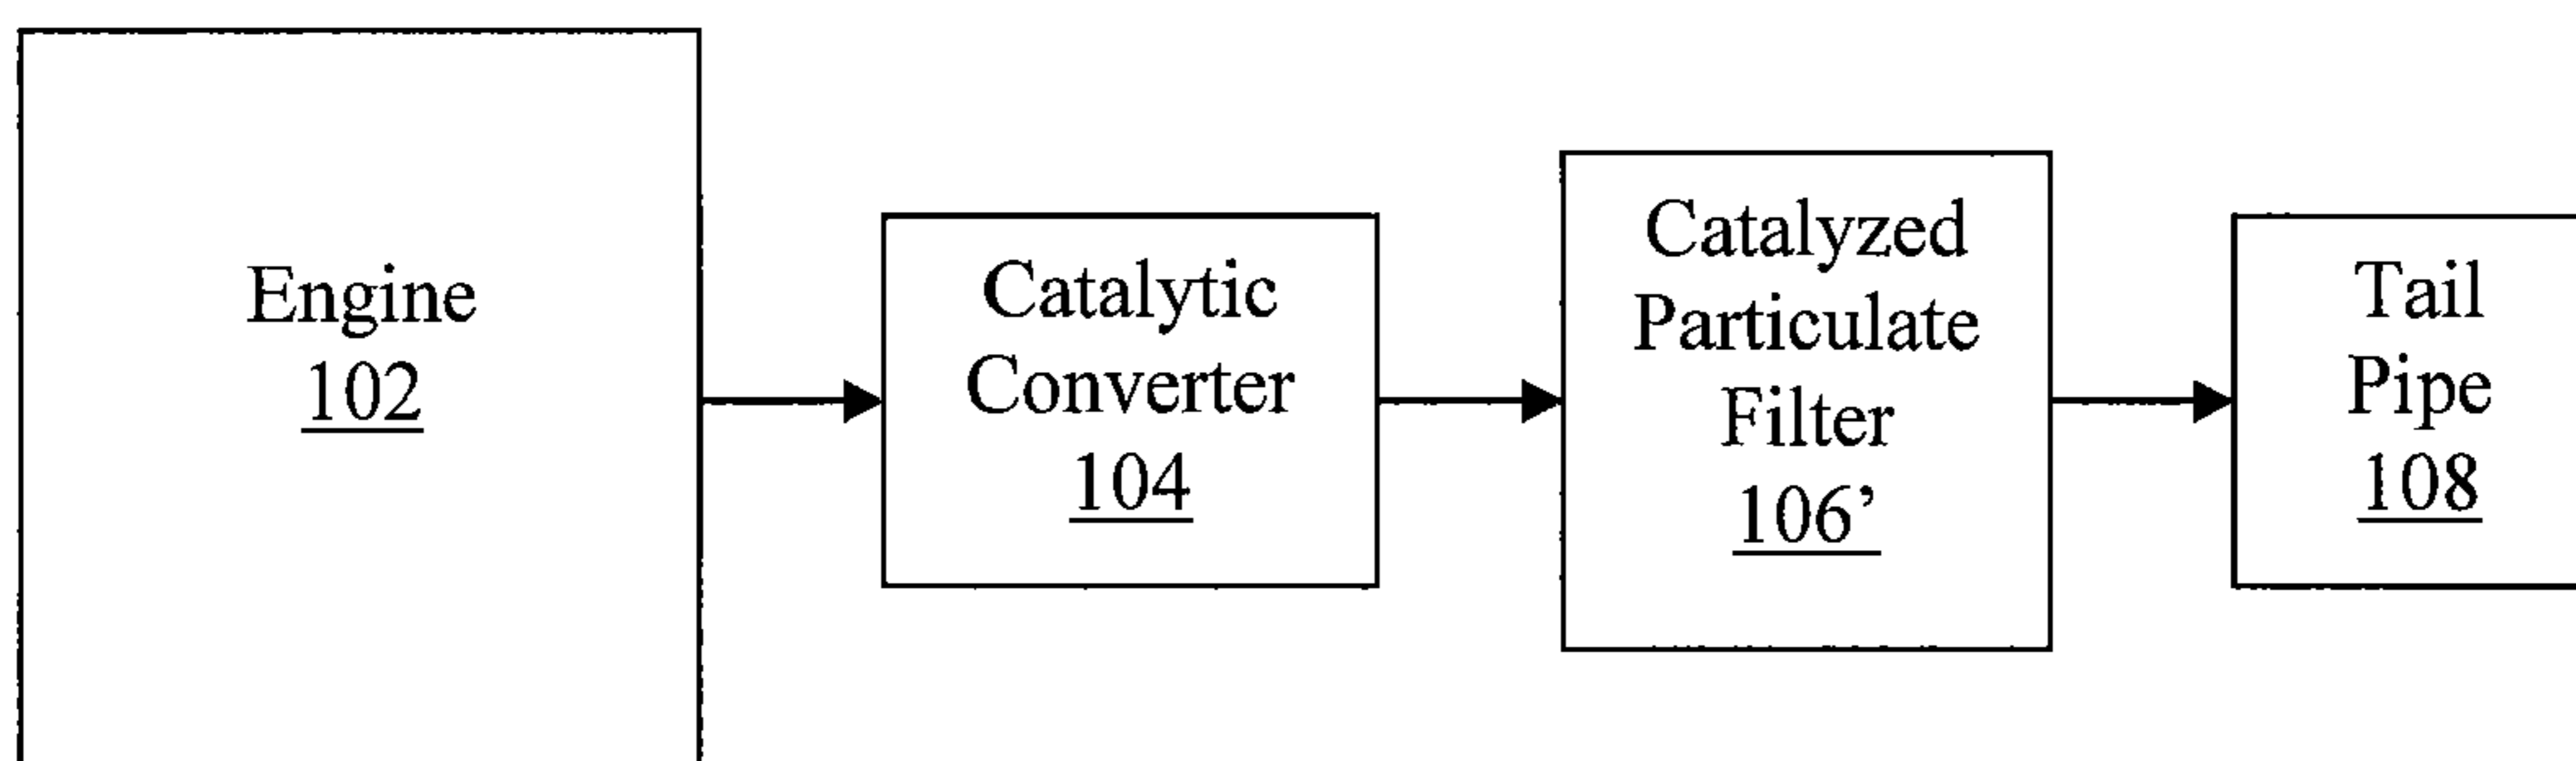 Engine
102
Catalytic
Converter
104
Catalyzed
Particulate
Filter
106’
Tail
Pipe
108